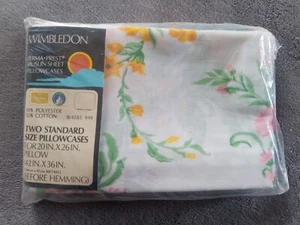 WIMBLEDON
PERMA-PREST®
MUSLIN SHEET
PILLOWCASES
% POLYESTER
% COTTON
TWO STANDARD
SIZE PILLOWCASES
FOR 20 IN. X 26 IN.
PILLOW
42 IN. X 36 IN.
BEFORE HEMMING)